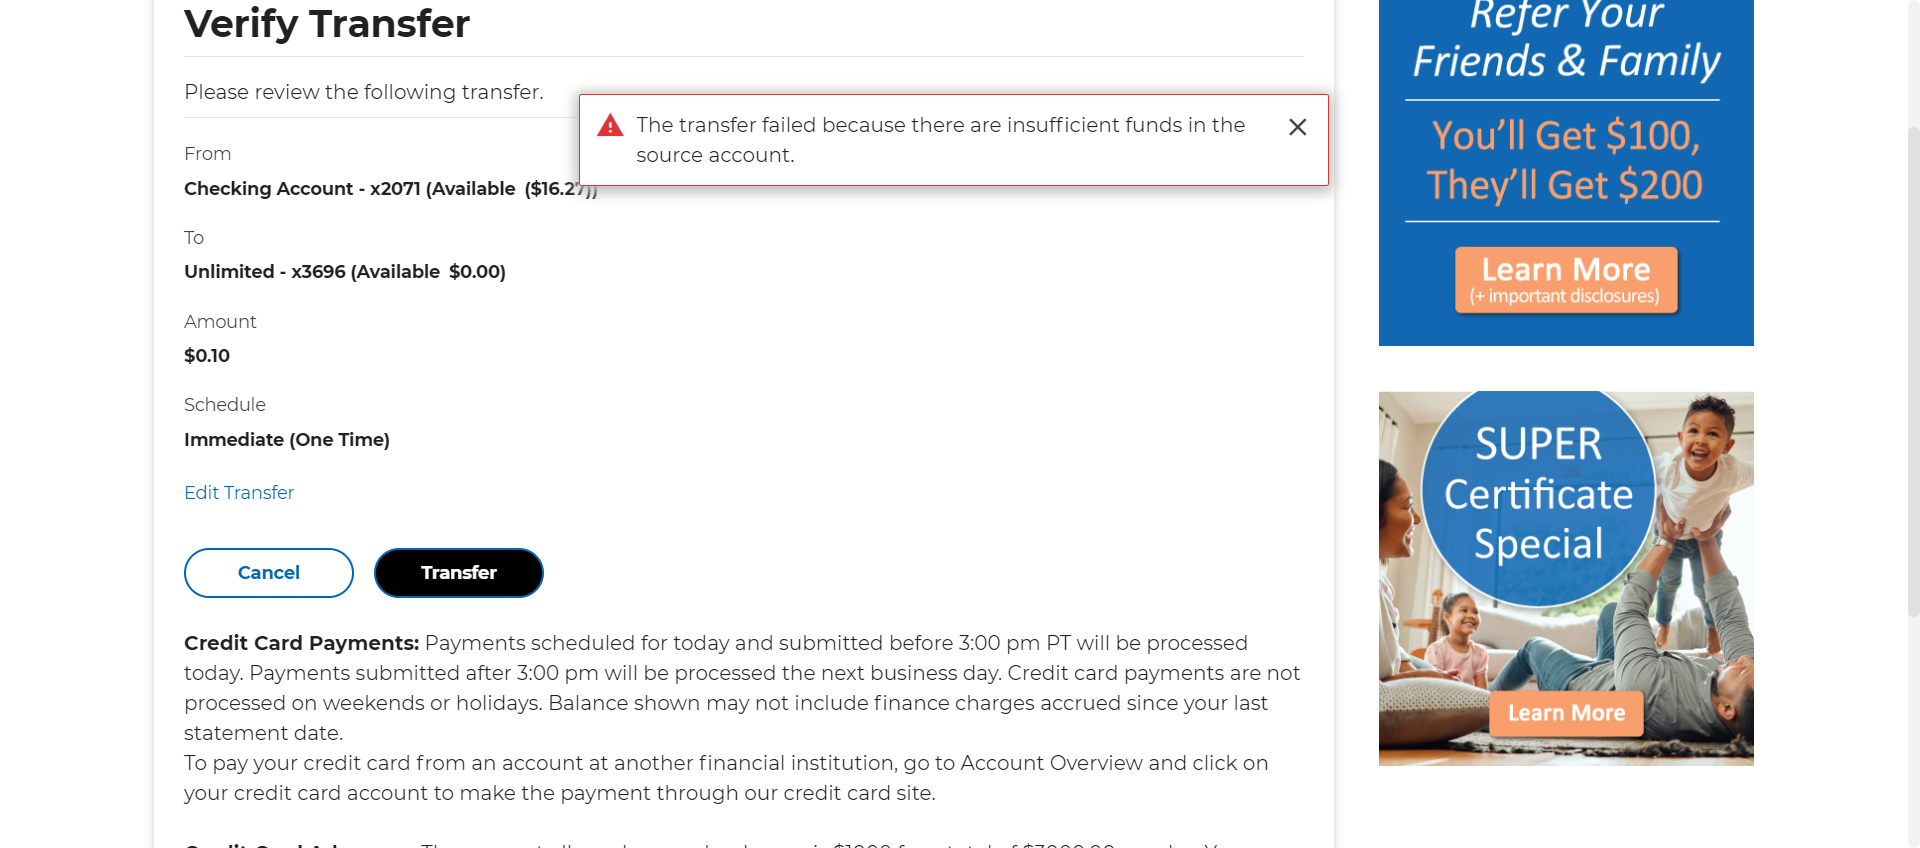 Verify Transfer
Please review the following transfer.
The transfer failed because there are insufficient funds in the
source account.
From
Checking Account - x2071 (Available ($16.27))
To
Unlimited - x3696 (Available $0.00)
Amount
$0.10
Schedule
Immediate (One Time)
Edit Transfer
Cancel
Transfer
Credit Card Payments: Payments scheduled for today and submitted before 3:00 pm PT will be processed
today. Payments submitted after 3:00 pm will be processed the next business day. Credit card payments are not
processed on weekends or holidays. Balance shown may not include finance charges accrued since your last
statement date.
To pay your credit card from an account at another financial institution, go to Account Overview and click on
your credit card account to make the payment through our credit card site.
Refer Your
Friends & Family
You'll Get $100,
They'll Get $200
Learn More
(+ important disclosures)
SUPER
Certificate
Special
Learn More